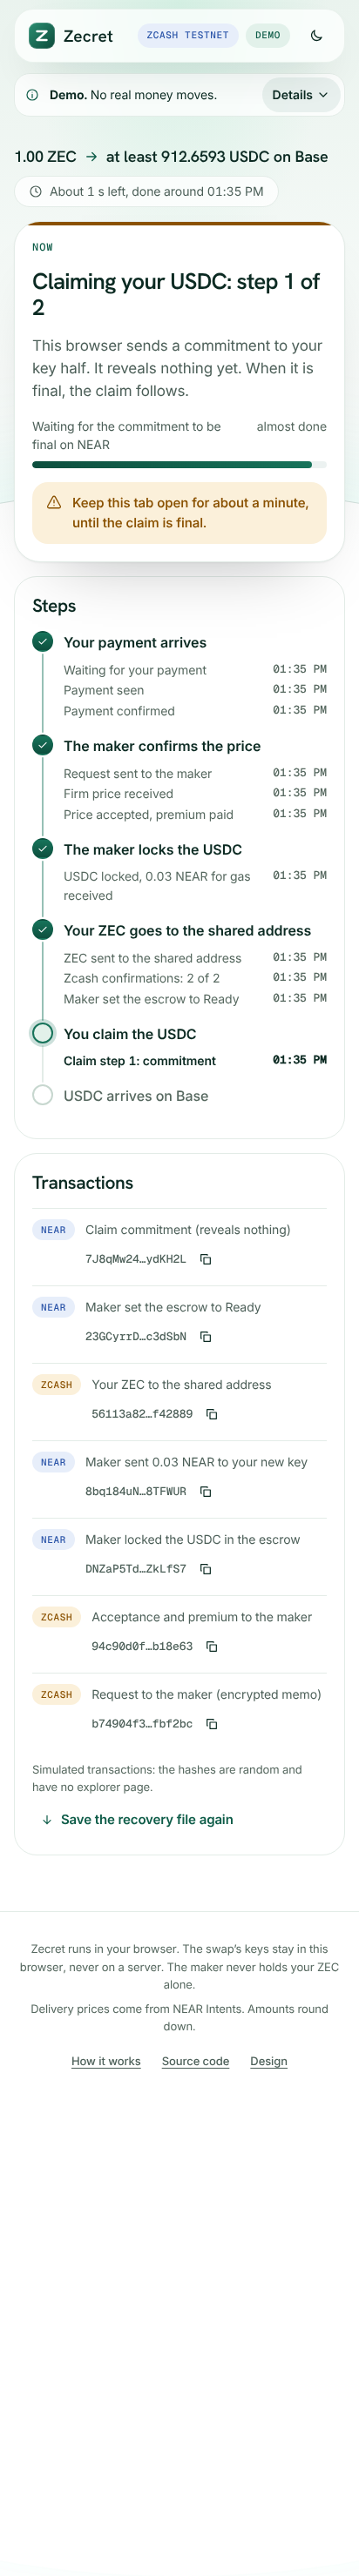 Zecret
ZCASH TESTNET
DEMO
Demo. No real money moves.
Details
1.00 ZEC → at least 912.6593 USDC on Base
About 1 s left, done around 01:35 PM
NOW
Claiming your USDC: step 1 of
2
This browser sends a commitment to your
key half. It reveals nothing yet. When it is
final, the claim follows.
Waiting for the commitment to be
final on NEAR
almost done
Keep this tab open for about a minute,
until the claim is final.
Steps
Your payment arrives
Waiting for your payment 01:35 PM
Payment seen 01:35 PM
Payment confirmed 01:35 PM
The maker confirms the price
Request sent to the maker 01:35 PM
Firm price received 01:35 PM
Price accepted, premium paid 01:35 PM
The maker locks the USDC
USDC locked, 0.03 NEAR for gas 01:35 PM
received
Your ZEC goes to the shared address
ZEC sent to the shared address 01:35 PM
Zcash confirmations: 2 of 2 01:35 PM
Maker set the escrow to Ready 01:35 PM
You claim the USDC
Claim step 1: commitment 01:35 PM
USDC arrives on Base
Transactions
NEAR Claim commitment (reveals nothing)
7J8qMw24…ydKH2L
NEAR Maker set the escrow to Ready
23GCyrrD…c3dSbN
ZCASH Your ZEC to the shared address
56113a82…f42889
NEAR Maker sent 0.03 NEAR to your new key
8bq184uN…8TFWUR
NEAR Maker locked the USDC in the escrow
DNZaP5Td…ZkLfS7
ZCASH Acceptance and premium to the maker
94c90d0f…b18e63
ZCASH Request to the maker (encrypted memo)
b74904f3…fbf2bc
Simulated transactions: the hashes are random and
have no explorer page.
Save the recovery file again
Zecret runs in your browser. The swap's keys stay in this
browser, never on a server. The maker never holds your ZEC
alone.
Delivery prices come from NEAR Intents. Amounts round
down.
How it works Source code Design